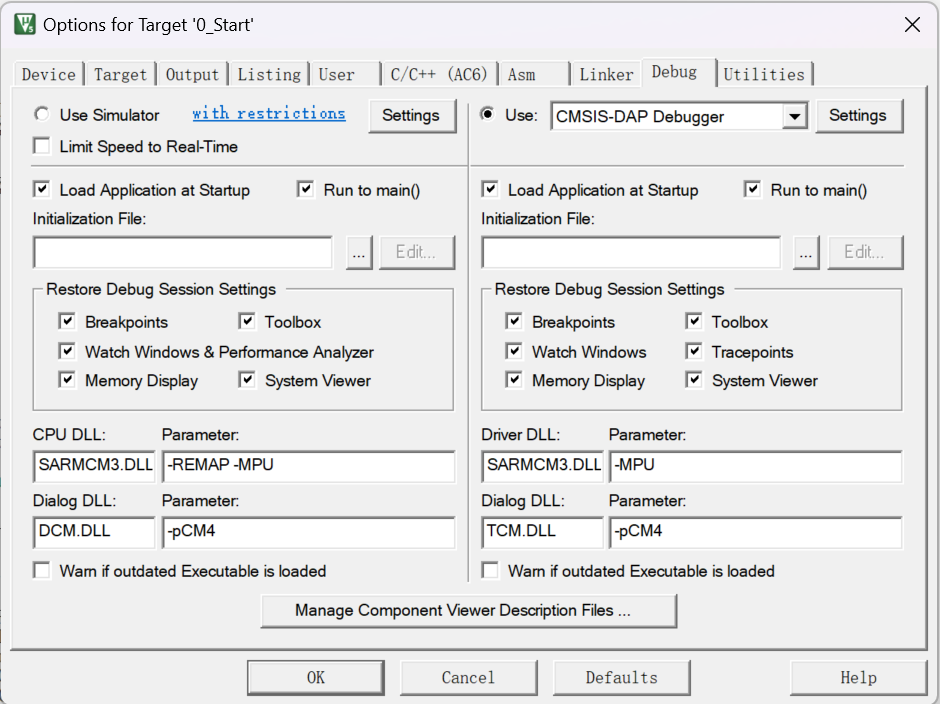 Options for Target '0_Start'
Device Target Output Listing User C/C++ (AC6) Asm Linker Debug Utilities
Use Simulator with restrictions Settings
Limit Speed to Real-Time
Use: CMSIS-DAP Debugger Settings
Load Application at Startup Run to main()
Initialization File:
... Edit...
Restore Debug Session Settings
Breakpoints Toolbox
Watch Windows & Performance Analyzer
Memory Display System Viewer
CPU DLL: Parameter:
SARMCM3.DLL -REMAP -MPU
Dialog DLL: Parameter:
DCM.DLL -pCM4
Warn if outdated Executable is loaded
Load Application at Startup Run to main()
Initialization File:
... Edit...
Restore Debug Session Settings
Breakpoints Toolbox
Watch Windows Tracepoints
Memory Display System Viewer
Driver DLL: Parameter:
SARMCM3.DLL -MPU
Dialog DLL: Parameter:
TCM.DLL -pCM4
Warn if outdated Executable is loaded
Manage Component Viewer Description Files ...
OK Cancel Defaults Help